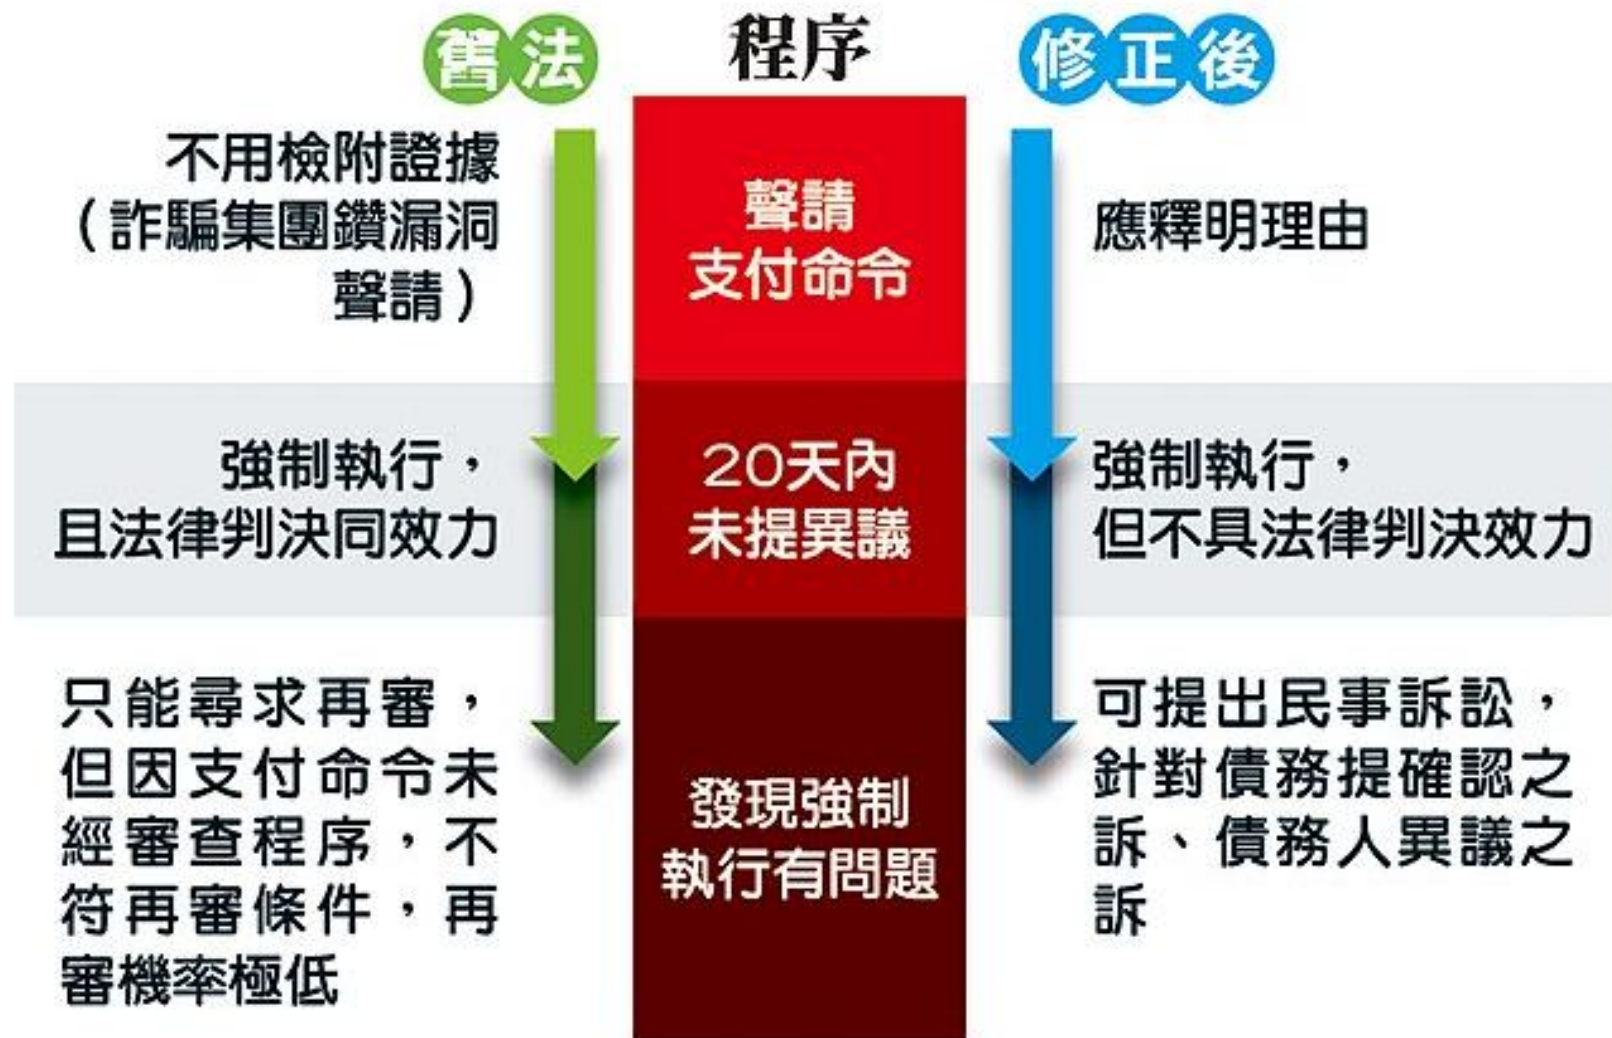 舊法
程序
修正後
不用檢附證據
（詐騙集團鑽漏洞
聲請）
聲請
支付命令
應釋明理由
強制執行，
且法律判決同效力
20天內
未提異議
強制執行，
但不具法律判決效力
只能尋求再審，
但因支付命令未
經審查程序，不
符再審條件，再
審機率極低
發現強制
執行有問題
可提出民事訴訟，
針對債務提確認之
訴、債務人異議之
訴